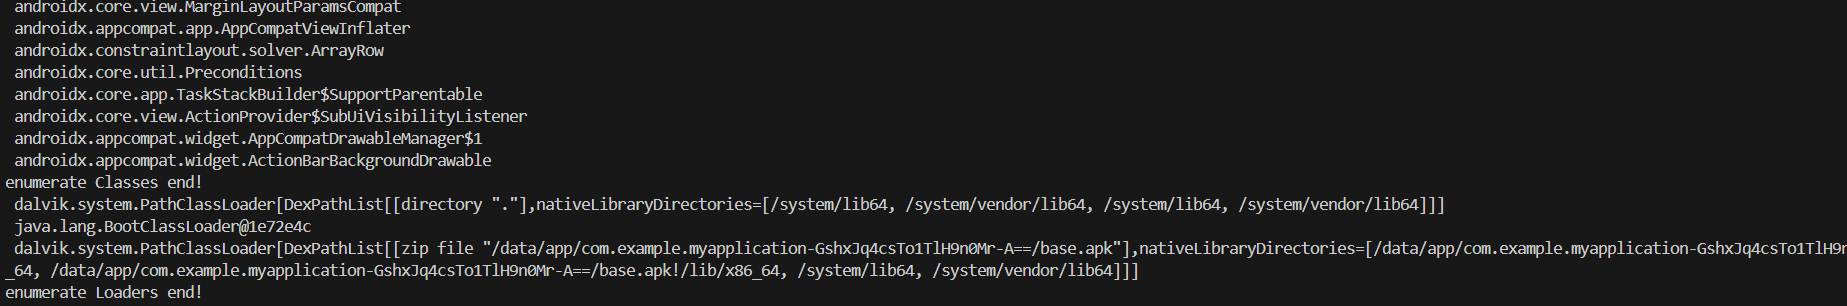 androidx.core.view.MarginLayoutParamsCompat
androidx.appcompat.app.AppCompatViewInflater
androidx.constraintlayout.solver.ArrayRow
androidx.core.util.Preconditions
androidx.core.app.TaskStackBuilder$SupportParentable
androidx.core.view.ActionProvider$SubUiVisibilityListener
androidx.appcompat.widget.AppCompatDrawableManager$1
androidx.appcompat.widget.ActionBarBackgroundDrawable
enumerate Classes end!
dalvik.system.PathClassLoader[DexPathList[[directory "."],nativeLibraryDirectories=[/system/lib64, /system/vendor/lib64, /system/lib64, /system/vendor/lib64]]]
java.lang.BootClassLoader@1e72e4c
dalvik.system.PathClassLoader[DexPathList[[zip file "/data/app/com.example.myapplication-GshxJq4csTo1TlH9n0Mr-A==/base.apk"],nativeLibraryDirectories=[/data/app/com.example.myapplication-GshxJq4csTo1TlH9n
_64, /data/app/com.example.myapplication-GshxJq4csTo1TlH9n0Mr-A==/base.apk!/lib/x86_64, /system/lib64, /system/vendor/lib64]]]
enumerate Loaders end!